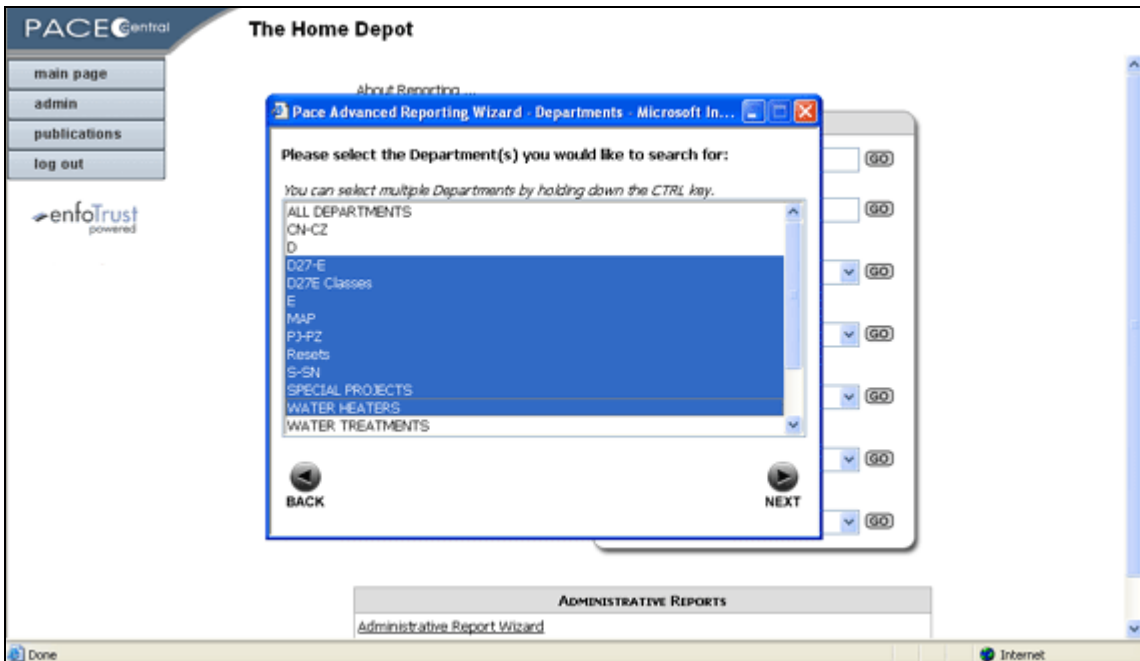 PACE Central
The Home Depot
main page
admin
publications
log out
enfoTrust
powered
About Reporting ...
Pace Advanced Reporting Wizard - Departments - Microsoft In...
Please select the Department(s) you would like to search for:
You can select multiple Departments by holding down the CTRL key.
ALL DEPARTMENTS
CN-CZ
D
D27-E
D27E Classes
E
MAP
PJ-PZ
Resets
S-SN
SPECIAL PROJECTS
WATER HEATERS
WATER TREATMENTS
BACK
NEXT
GO
GO
GO
GO
GO
GO
GO
ADMINISTRATIVE REPORTS
Administrative Report Wizard
Done
Internet